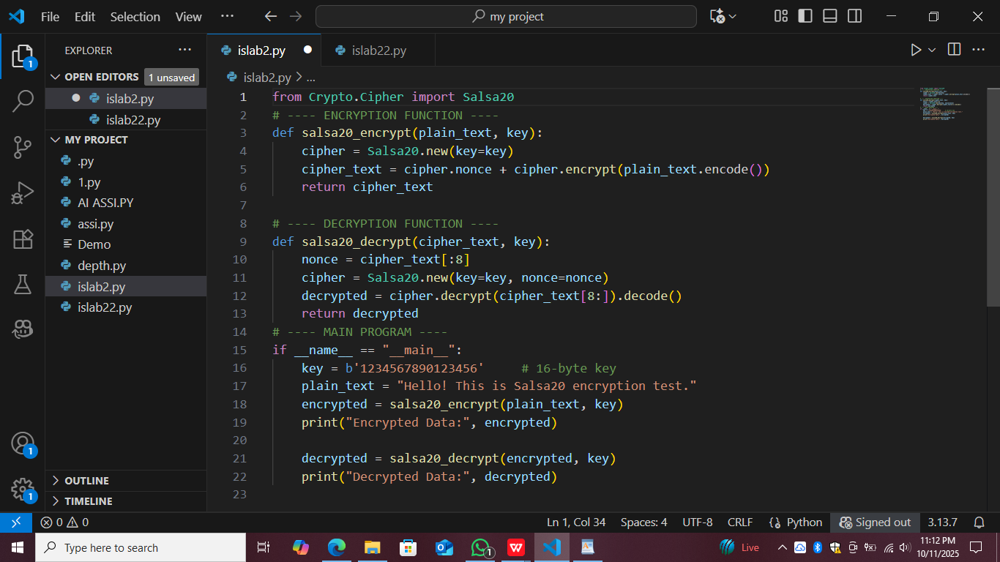 File Edit Selection View ...
my project
EXPLORER ...
OPEN EDITORS 1 unsaved
islab2.py
islab22.py
MY PROJECT
.py
1.py
AI ASSI.PY
assi.py
Demo
depth.py
islab2.py
islab22.py
OUTLINE
TIMELINE
1
1
1
islab2.py
islab22.py
islab2.py > ...
1 from Crypto.Cipher import Salsa20
2 # ---- ENCRYPTION FUNCTION ----
3 def salsa20_encrypt(plain_text, key):
4     cipher = Salsa20.new(key=key)
5     cipher_text = cipher.nonce + cipher.encrypt(plain_text.encode())
6     return cipher_text
7
8 # ---- DECRYPTION FUNCTION ----
9 def salsa20_decrypt(cipher_text, key):
10     nonce = cipher_text[:8]
11     cipher = Salsa20.new(key=key, nonce=nonce)
12     decrypted = cipher.decrypt(cipher_text[8:]).decode()
13     return decrypted
14 # ---- MAIN PROGRAM ----
15 if __name__ == "__main__":
16     key = b'1234567890123456'     # 16-byte key
17     plain_text = "Hello! This is Salsa20 encryption test."
18     encrypted = salsa20_encrypt(plain_text, key)
19     print("Encrypted Data:", encrypted)
20
21     decrypted = salsa20_decrypt(encrypted, key)
22     print("Decrypted Data:", decrypted)
23
0 0 Ln 1, Col 34 Spaces: 4 UTF-8 CRLF {} Python Signed out 3.13.7
Type here to search
1
W
Live
11:12 PM
10/11/2025